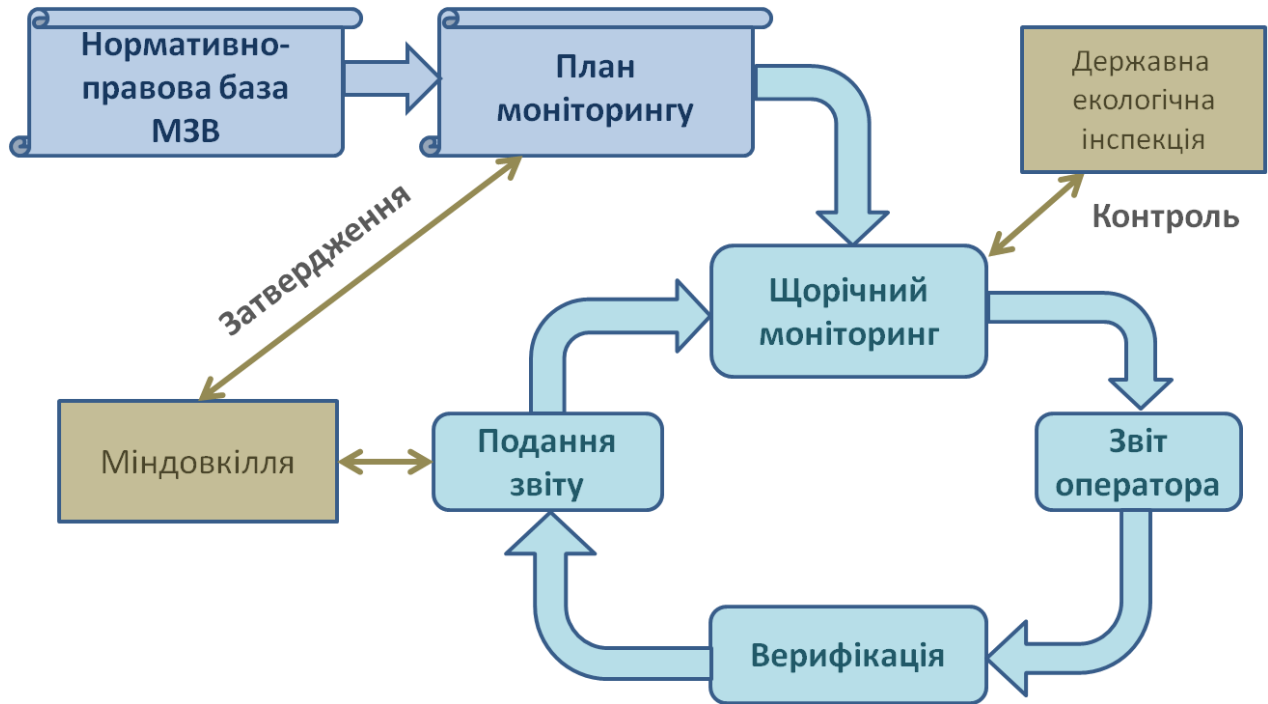 Нормативно-
правова база
МЗВ
План
моніторингу
Державна
екологічна
інспекція
Затвердження
Контроль
Щорічний
моніторинг
Міндовкілля
Подання
звіту
Звіт
оператора
Верифікація